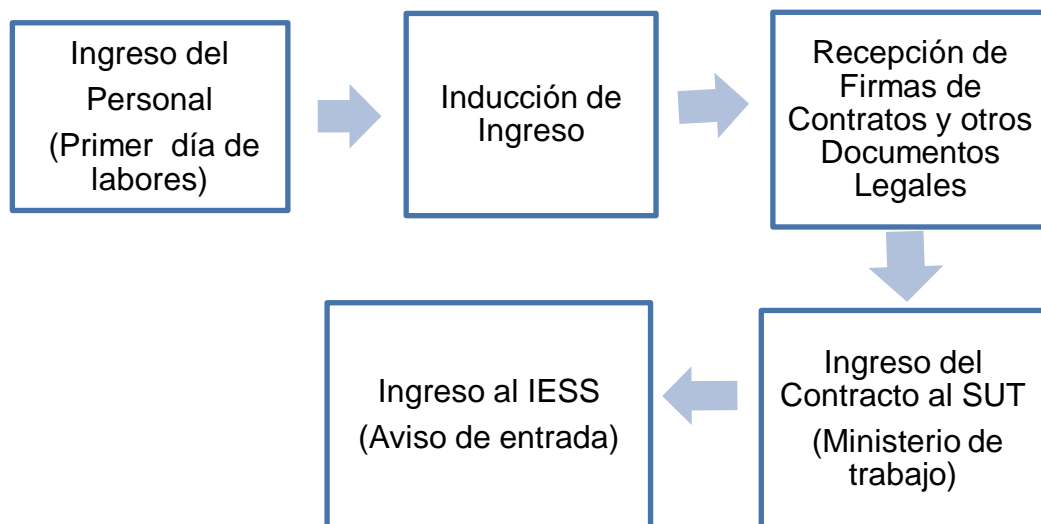 Ingreso del
Personal
(Primer día de
labores)
Inducción de
Ingreso
Recepción de
Firmas de
Contratos y otros
Documentos
Legales
Ingreso del
Contracto al SUT
(Ministerio de
trabajo)
Ingreso al IESS
(Aviso de entrada)